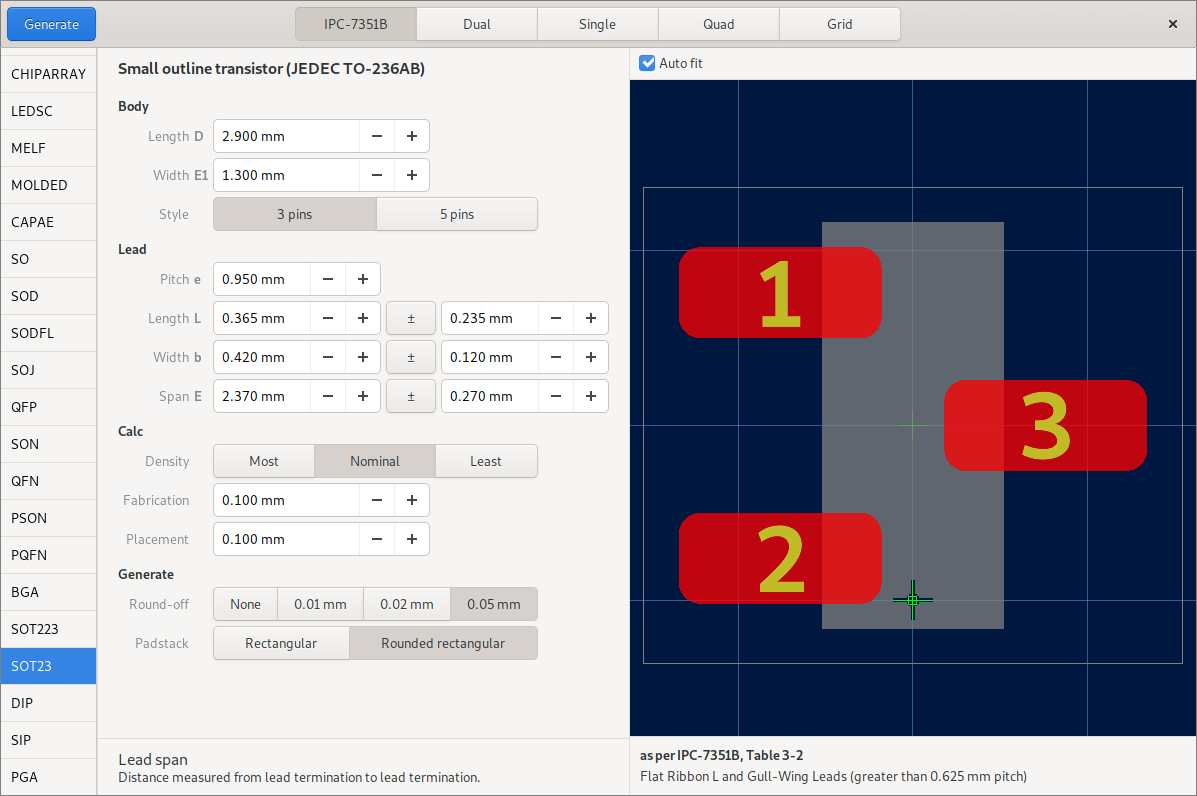 Generate
IPC-7351B Dual Single Quad Grid
×
CHIPARRAY
LEDSC
MELF
MOLDED
CAPAE
SO
SOD
SODFL
SOJ
QFP
SON
QFN
PSON
PQFN
BGA
SOT223
SOT23
DIP
SIP
PGA
Small outline transistor (JEDEC TO-236AB)
Body
Length D 2.900 mm − +
Width E1 1.300 mm − +
Style 3 pins 5 pins
Lead
Pitch e 0.950 mm − +
Length L 0.365 mm − + ± 0.235 mm − +
Width b 0.420 mm − + ± 0.120 mm − +
Span E 2.370 mm − + ± 0.270 mm − +
Calc
Density Most Nominal Least
Fabrication 0.100 mm − +
Placement 0.100 mm − +
Generate
Round-off None 0.01 mm 0.02 mm 0.05 mm
Padstack Rectangular Rounded rectangular
Lead span
Distance measured from lead termination to lead termination.
Auto fit
1
3
2
as per IPC-7351B, Table 3-2
Flat Ribbon L and Gull-Wing Leads (greater than 0.625 mm pitch)